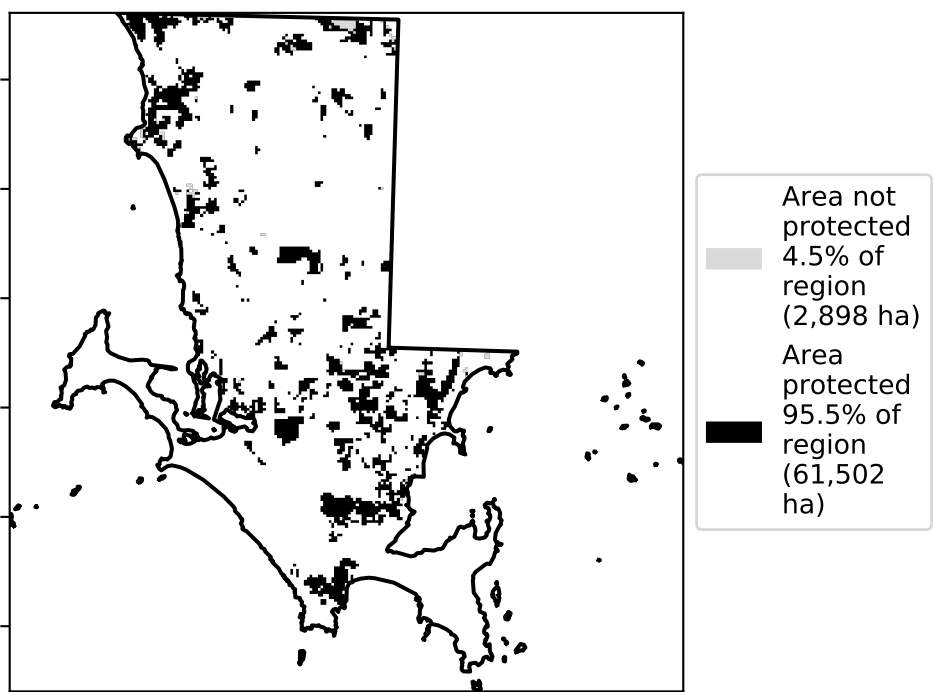 Area not
protected
4.5% of
region
(2,898 ha)
Area
protected
95.5% of
region
(61,502
ha)